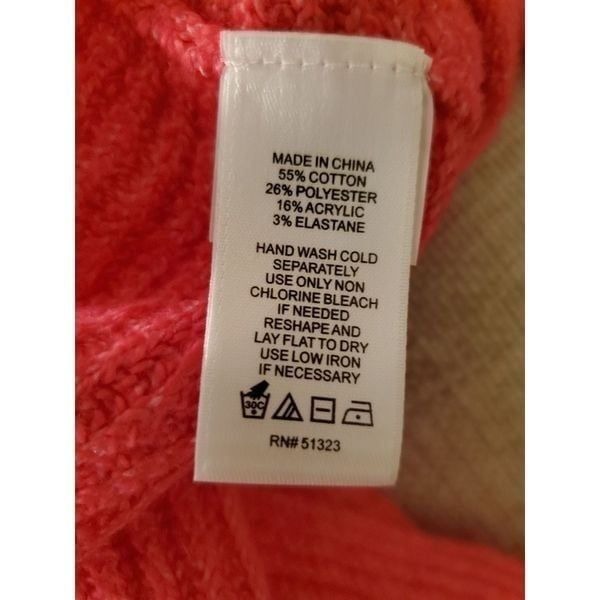 MADE IN CHINA
55% COTTON
26% POLYESTER
16% ACRYLIC
3% ELASTANE
HAND WASH COLD
SEPARATELY
USE ONLY NON
CHLORINE BLEACH
IF NEEDED
RESHAPE AND
LAY FLAT TO DRY
USE LOW IRON
IF NECESSARY
30C
RN# 51323